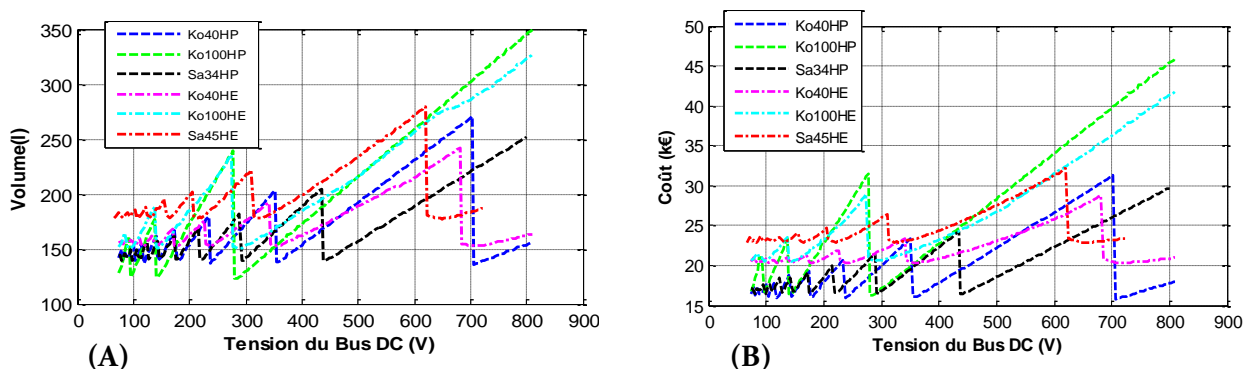 350
300
250
200
150
100
Volume(l)
Ko40HP
Ko100HP
Sa34HP
Ko40HE
Ko100HE
Sa45HE
0 100 200 300 400 500 600 700 800 900
Tension du Bus DC (V)
(A)
50
45
40
35
30
25
20
15
Coût (k€)
Ko40HP
Ko100HP
Sa34HP
Ko40HE
Ko100HE
Sa45HE
0 100 200 300 400 500 600 700 800 900
Tension du Bus DC (V)
(B)